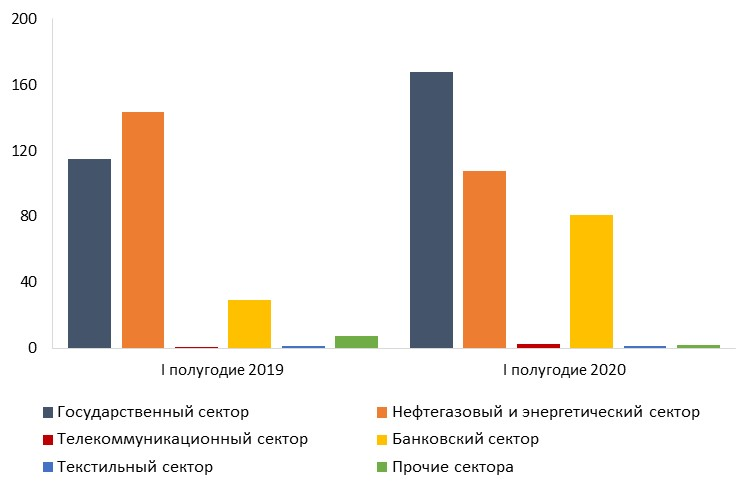 200
160
120
80
40
0
I полугодие 2019
I полугодие 2020
Государственный сектор
Нефтегазовый и энергетический сектор
Телекоммуникационный сектор
Банковский сектор
Текстильный сектор
Прочие сектора